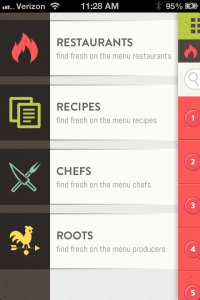 Verizon 11:28 AM 95%
RESTAURANTS
find fresh on the menu restaurants
RECIPES
find fresh on the menu recipes
CHEFS
find fresh on the menu chefs
ROOTS
find fresh on the menu producers
1
2
3
4
5